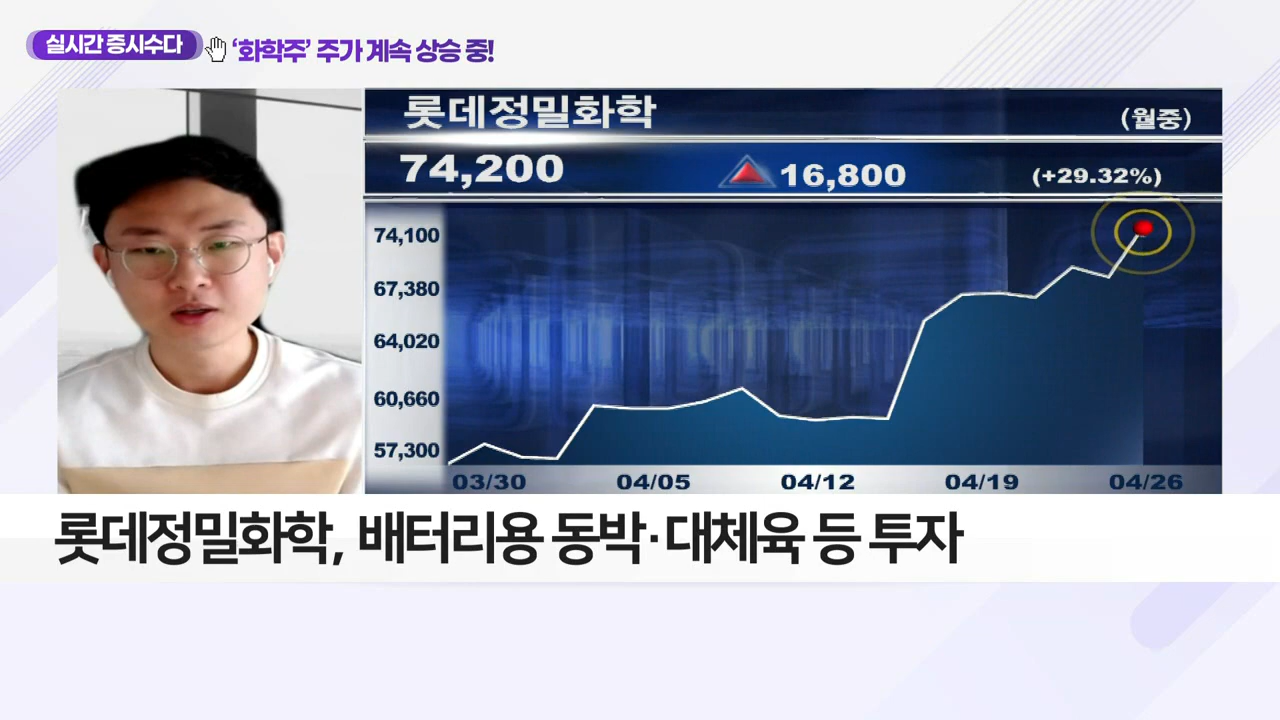 실시간 증시수다 '화학주' 주가 계속 상승 중!
롯데정밀화학 (월중)
74,200 16,800 (+29.32%)
74,100
67,380
64,020
60,660
57,300
03/30 04/05 04/12 04/19 04/26
롯데정밀화학, 배터리용 동박·대체육 등 투자